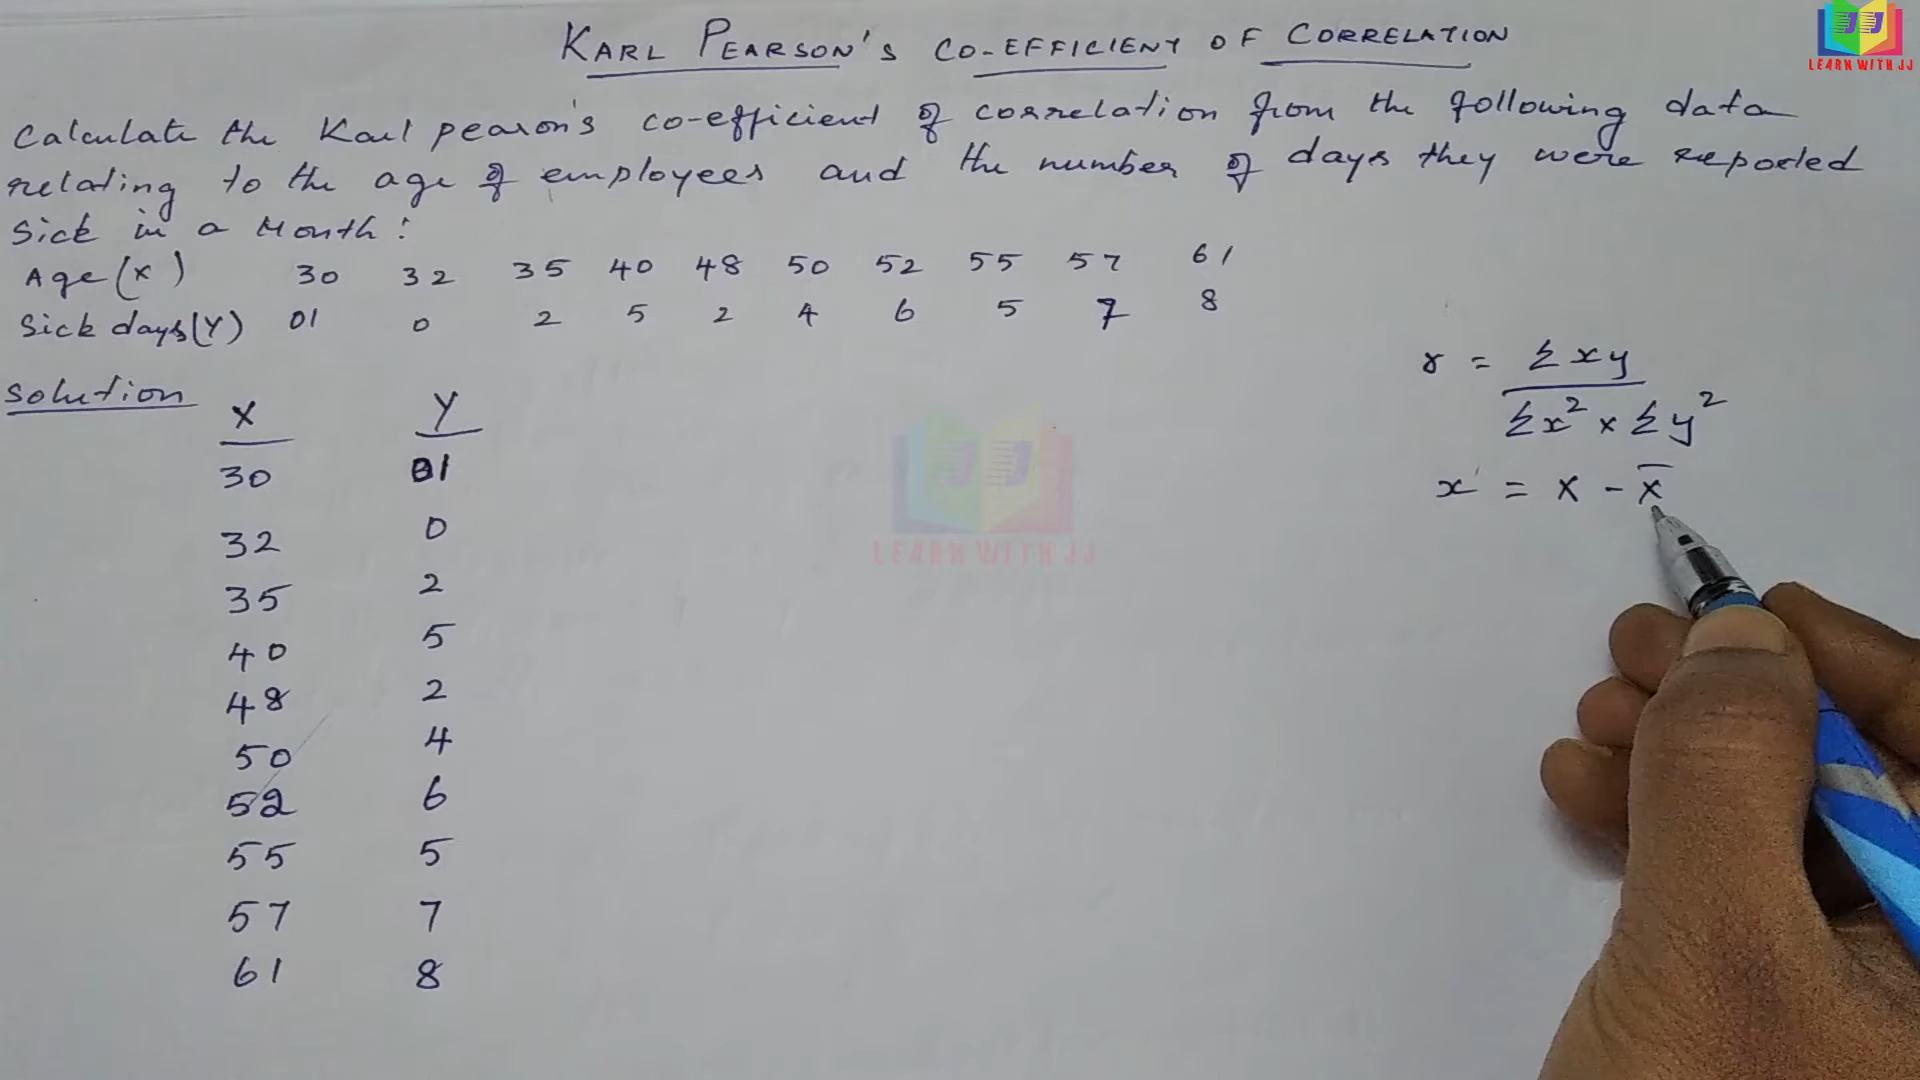 KARL PEARSON'S CO-EFFICIENT OF CORRELATION
LEARN WITH JJ
Calculate the Karl pearon's co-efficient of correlation from the following data
relating to the age of employees and the number of days they were reported
Sick in a Month:
Age (X) 30 32 35 40 48 50 52 55 57 61
Sick days (Y) 01 0 2 5 2 4 6 5 7 8
Solution
X Y
30 01
32 0
35 2
40 5
48 2
50 4
52 6
55 5
57 7
61 8
r = Σxy
Σx² × Σy²
x = X - X̅
LEARN WITH JJ